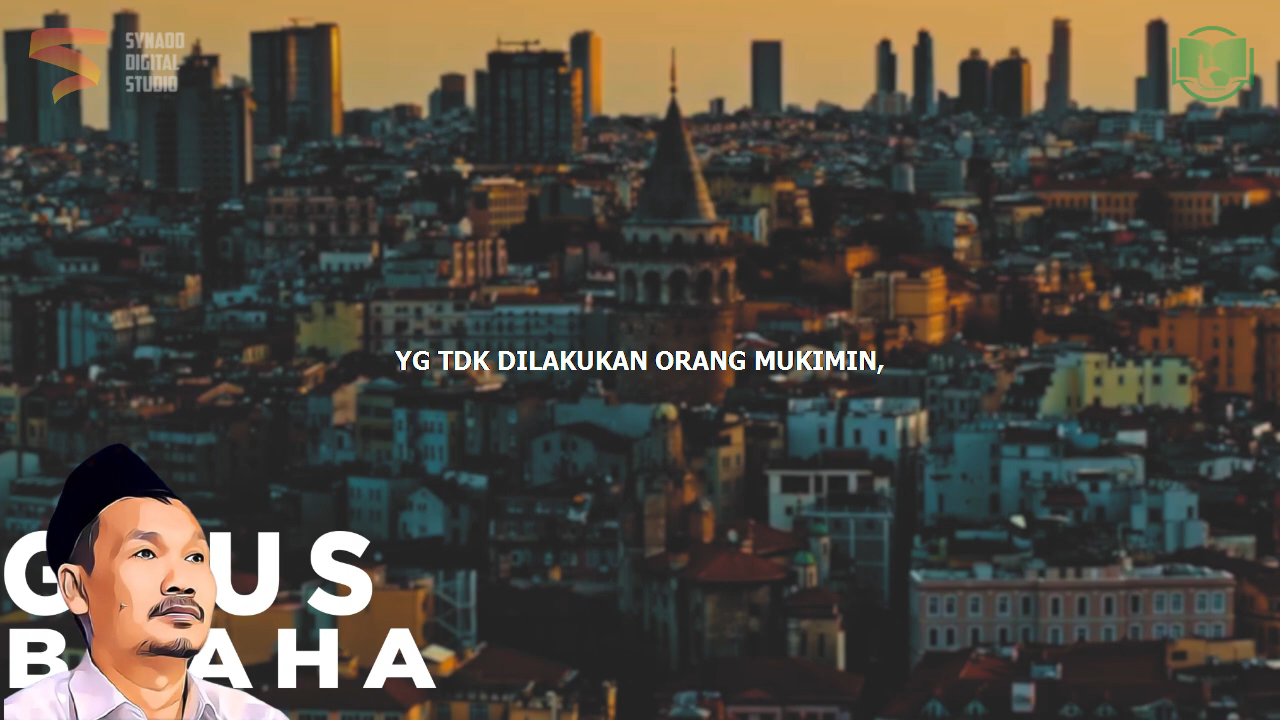 SYNADO
DIGITAL
STUDIO
YG TDK DILAKUKAN ORANG MUKIMIN,
GUS
BAHA